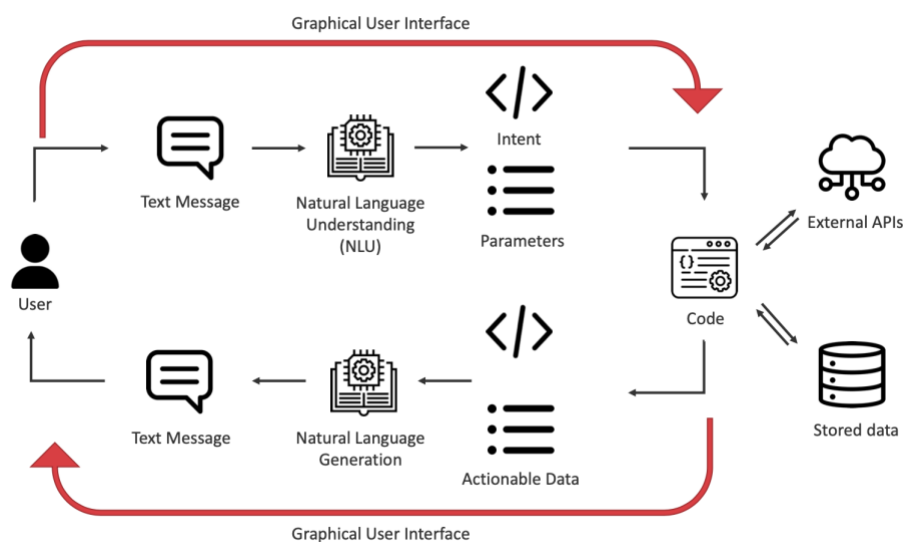 Graphical User Interface
Intent
Text Message
Natural Language
Understanding
(NLU)
Parameters
External APIs
User
Code
Text Message
Natural Language
Generation
Actionable Data
Stored data
Graphical User Interface